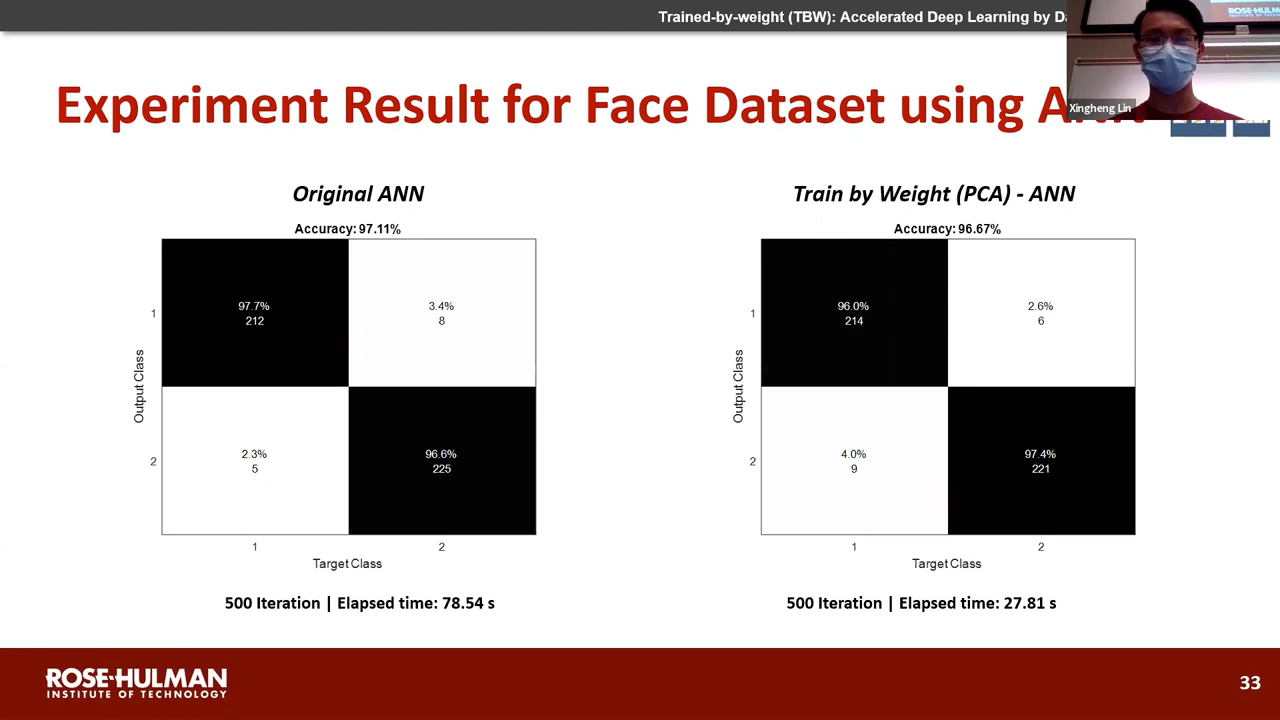 Trained-by-weight (TBW): Accelerated Deep Learning by
Xingheng Lin
Experiment Result for Face Dataset using
Original ANN
Accuracy: 97.11%
97.7%
212
3.4%
8
2.3%
5
96.6%
225
1
2
Output Class
1
2
Target Class
500 Iteration | Elapsed time: 78.54 s
Train by Weight (PCA) - ANN
Accuracy: 96.67%
96.0%
214
2.6%
6
4.0%
9
97.4%
221
1
2
Output Class
1
2
Target Class
500 Iteration | Elapsed time: 27.81 s
ROSE-HULMAN
INSTITUTE OF TECHNOLOGY
33